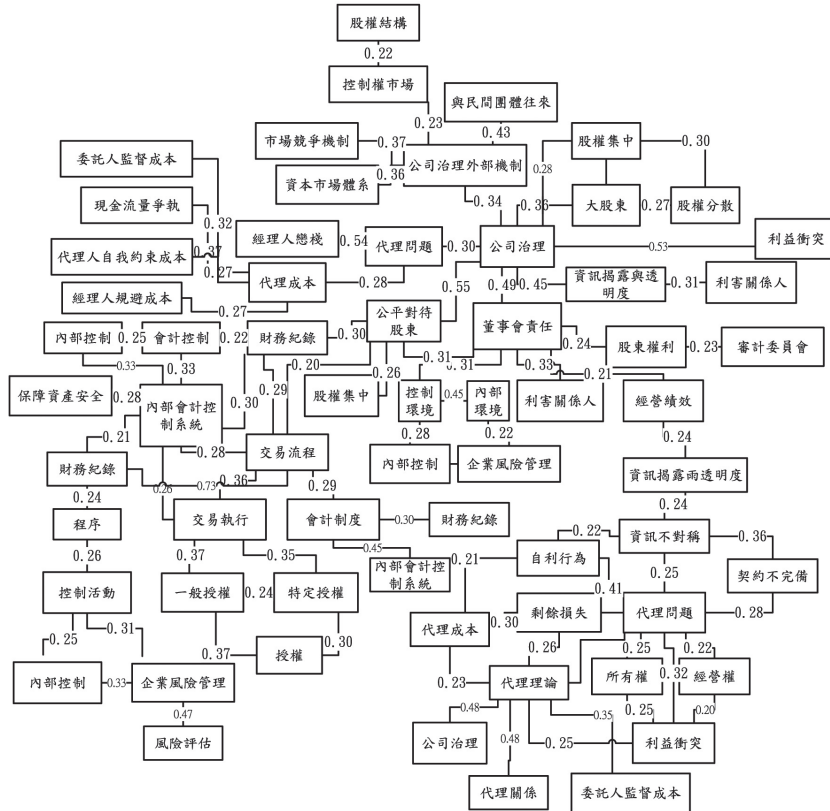 股權結構
0.22
控制權市場
與民間團體往來
0.23
0.43
市場競爭機制
0.37
公司治理外部機制
股權集中
0.30
委託人監督成本
資本市場體系
0.36
0.28
現金流量爭執
0.32
0.34
0.36
大股東
0.27
股權分散
代理人自我約束成本
0.37
經理人戀棧
0.54
代理問題
0.30
公司治理
0.53
利益衝突
0.27
代理成本
0.28
0.55
0.49
0.45
資訊揭露與透明度
0.31
利害關係人
經理人規避成本
0.27
內部控制
0.25
會計控制
0.22
財務紀錄
0.30
公平對待股東
董事會責任
0.24
股東權利
0.23
審計委員會
0.33
0.33
0.20
0.31
0.31
0.33
0.21
保障資產安全
0.28
內部會計控制系統
0.30
0.29
股權集中
0.26
控制環境
0.45
內部環境
利害關係人
經營績效
0.21
0.28
交易流程
0.28
0.22
0.24
財務紀錄
0.26
0.73
0.36
0.29
內部控制
企業風險管理
資訊揭露雨透明度
0.24
0.24
程序
交易執行
會計制度
0.30
財務紀錄
0.22
資訊不對稱
0.36
0.26
0.37
0.35
0.45
內部會計控制系統
0.21
自利行為
0.25
契約不完備
控制活動
一般授權
0.24
特定授權
0.41
0.25
0.31
代理成本
0.30
剩餘損失
代理問題
0.28
0.37
授權
0.30
0.26
0.25
0.32
0.22
內部控制
0.33
企業風險管理
0.23
代理理論
所有權
經營權
0.47
0.48
0.48
0.35
0.25
0.20
風險評估
公司治理
0.25
利益衝突
代理關係
委託人監督成本